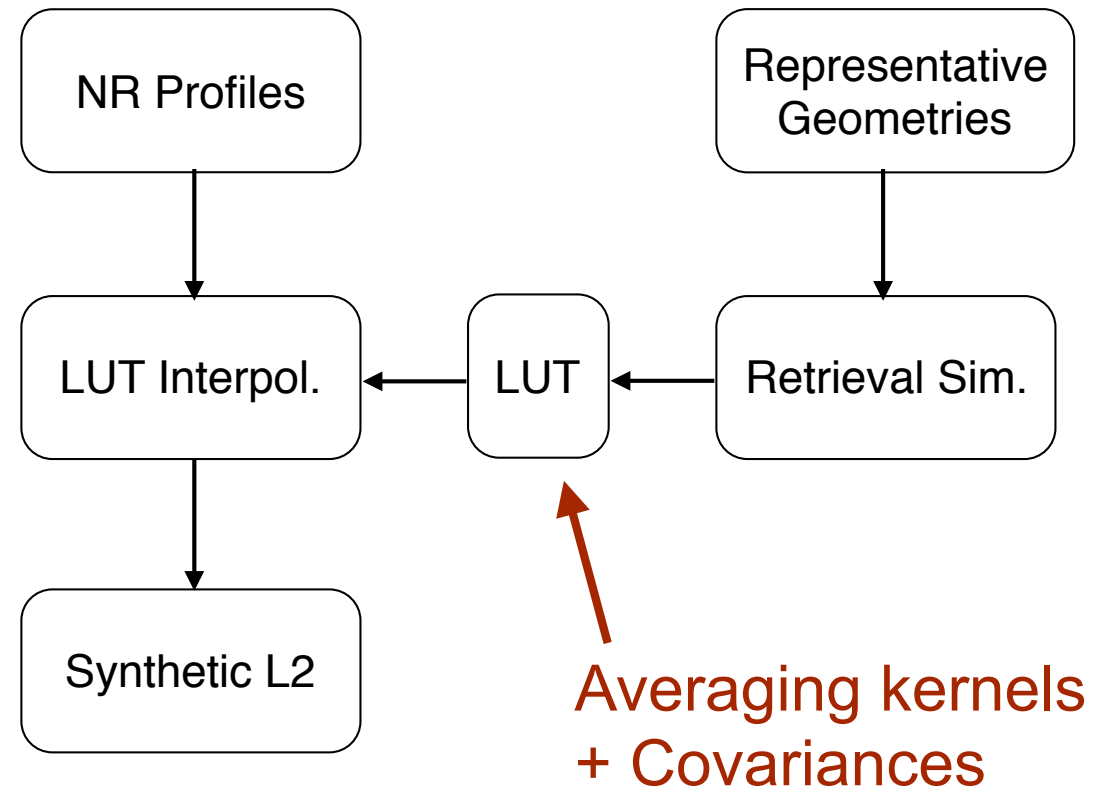 NR Profiles
Representative
Geometries
LUT Interpol.
LUT
Retrieval Sim.
Synthetic L2
Averaging kernels
+ Covariances